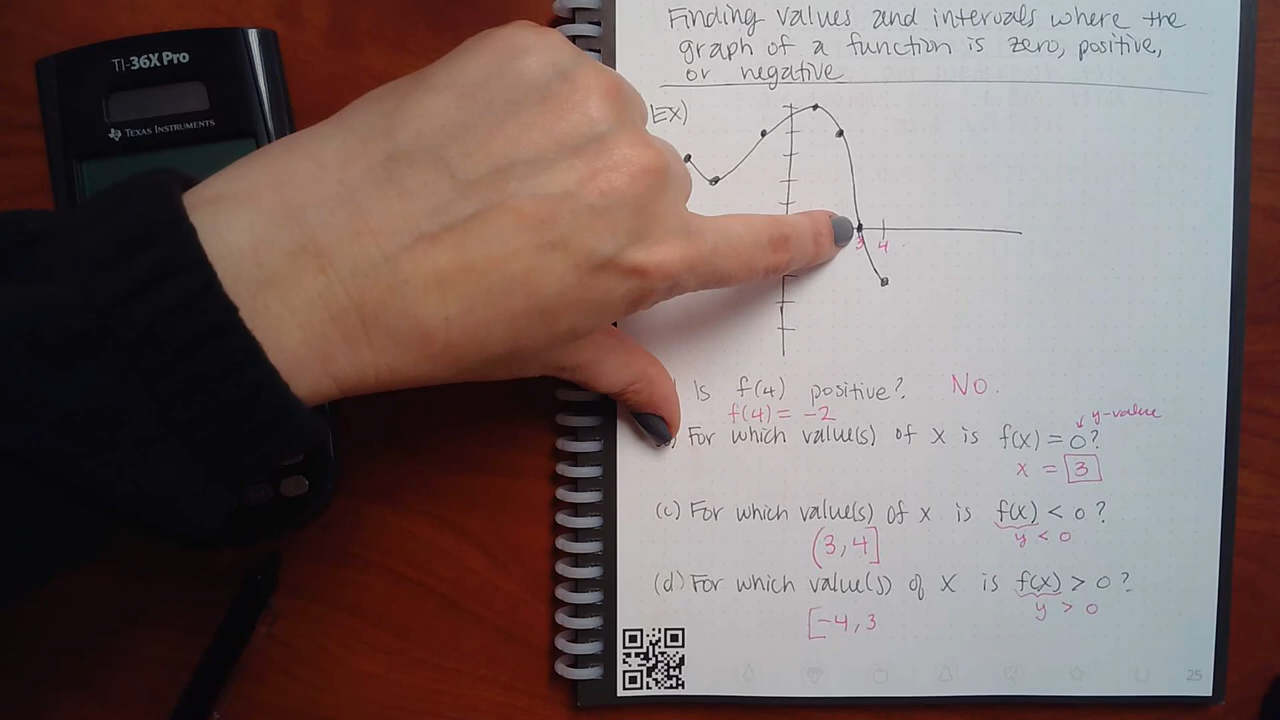 TI-36X Pro
TEXAS INSTRUMENTS
Finding values and intervals where the
graph of a function is zero, positive,
or negative
EX)
3 4
Is f(4) positive? No.
f(4) = -2
y-value
) For which value(s) of x is f(x) = 0?
x = 3
(c) For which value(s) of x is f(x) < 0?
(3, 4] y < 0
(d) For which value(s) of x is f(x) > 0?
[-4, 3 y > 0
25